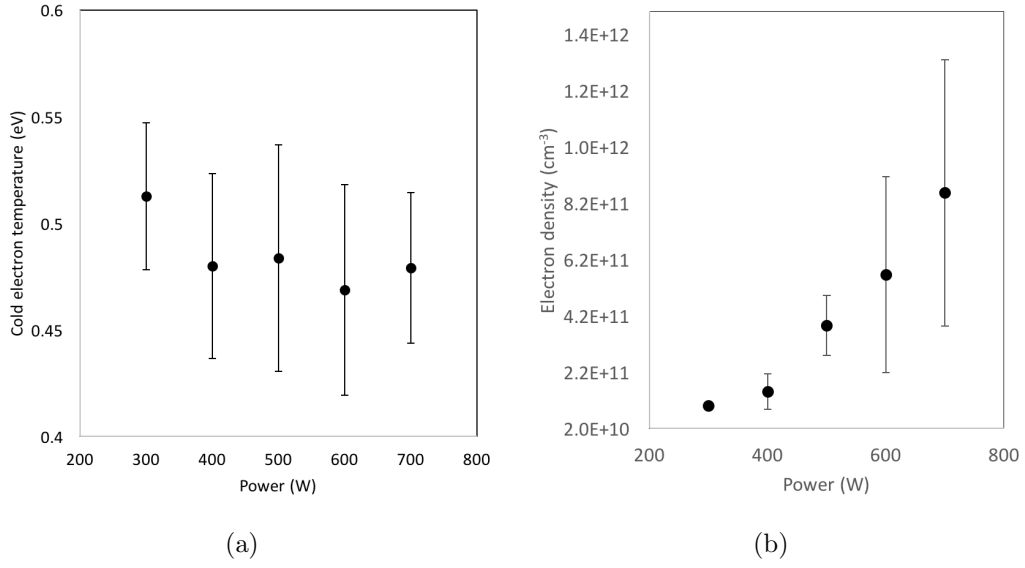 0.6
0.55
0.5
0.45
0.4
Cold electron temperature (eV)
200 300 400 500 600 700 800
Power (W)
(a)
1.4E+12
1.2E+12
1.0E+12
8.2E+11
6.2E+11
4.2E+11
2.2E+11
2.0E+10
Electron density (cm⁻³)
200 400 600 800
Power (W)
(b)